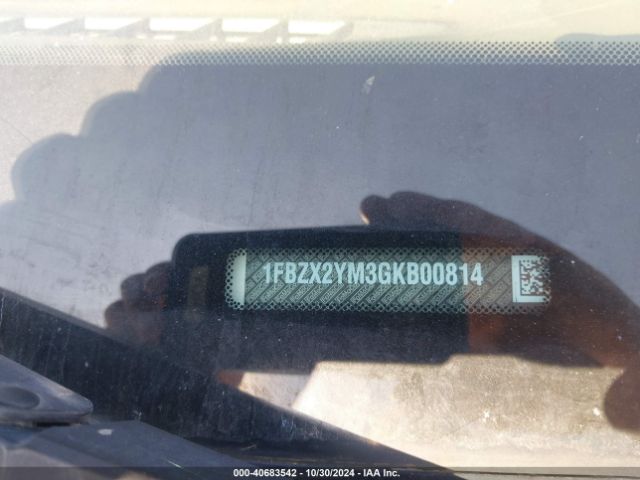 1FBZX2YM3GKB00814
000-40683542 • 10/30/2024 • IAA Inc.